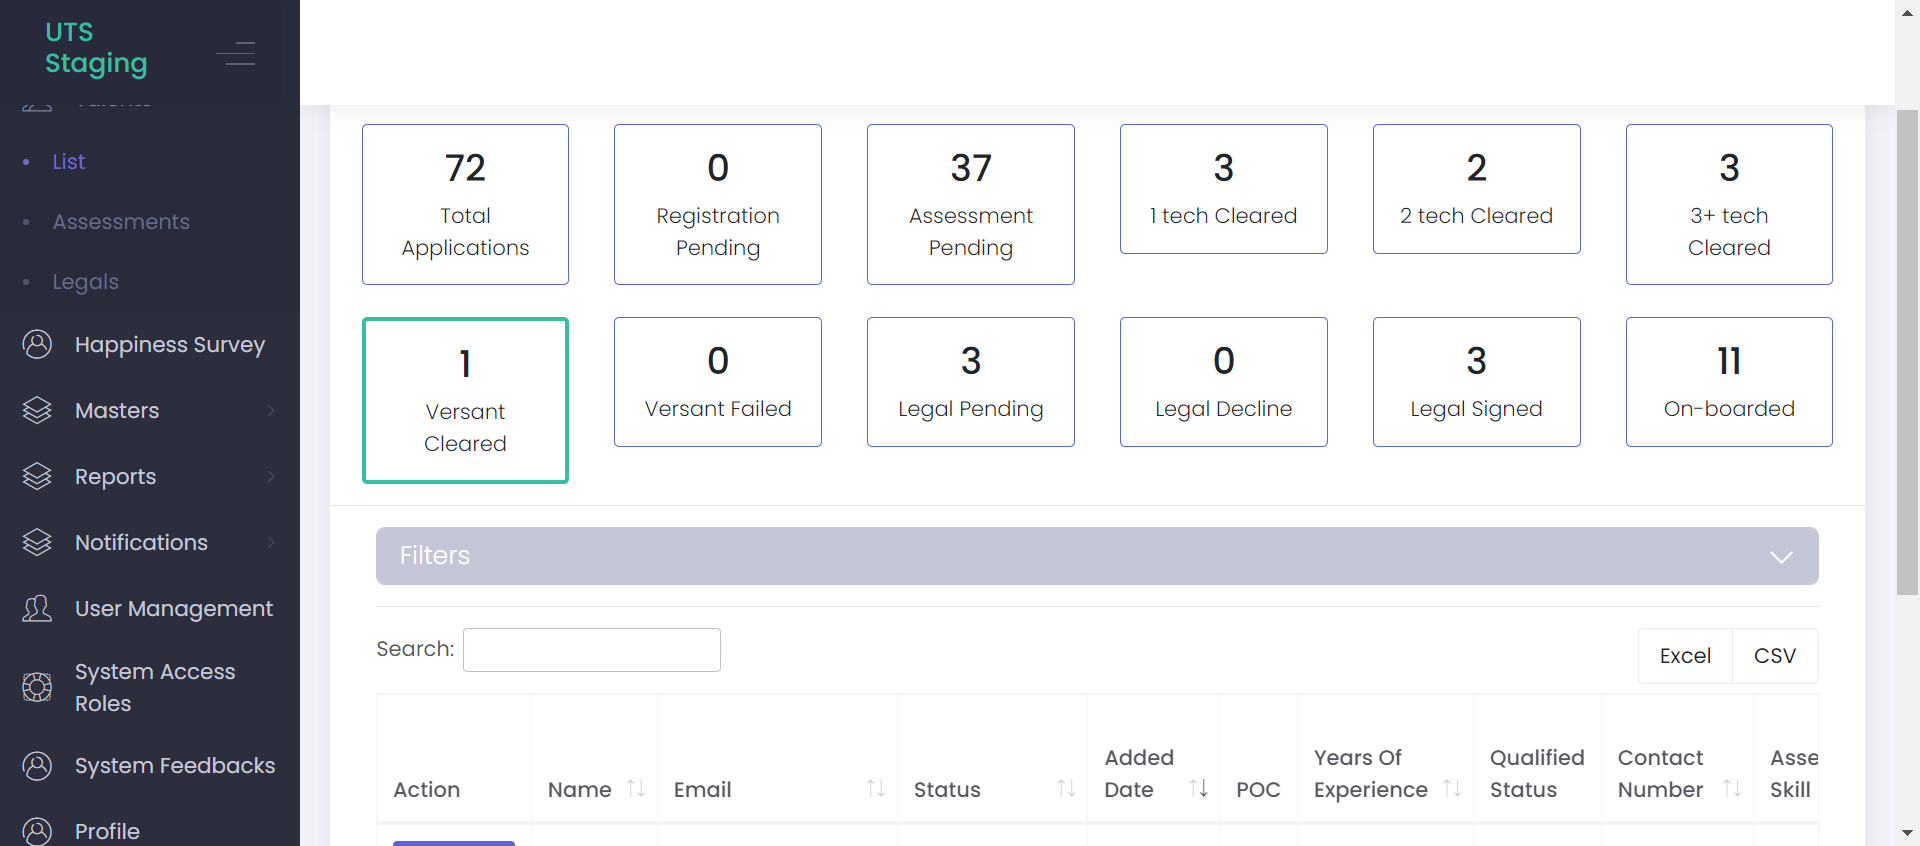 UTS
Staging
List
Assessments
Legals
Happiness Survey
Masters
Reports
Notifications
User Management
System Access
Roles
System Feedbacks
Profile
72
Total
Applications
0
Registration
Pending
37
Assessment
Pending
3
1 tech Cleared
2
2 tech Cleared
3
3+ tech
Cleared
1
Versant
Cleared
0
Versant Failed
3
Legal Pending
0
Legal Decline
3
Legal Signed
11
On-boarded
Filters
Search:
Excel
CSV
Action
Name
Email
Status
Added
Date
POC
Years Of
Experience
Qualified
Status
Contact
Number
Asse
Skill